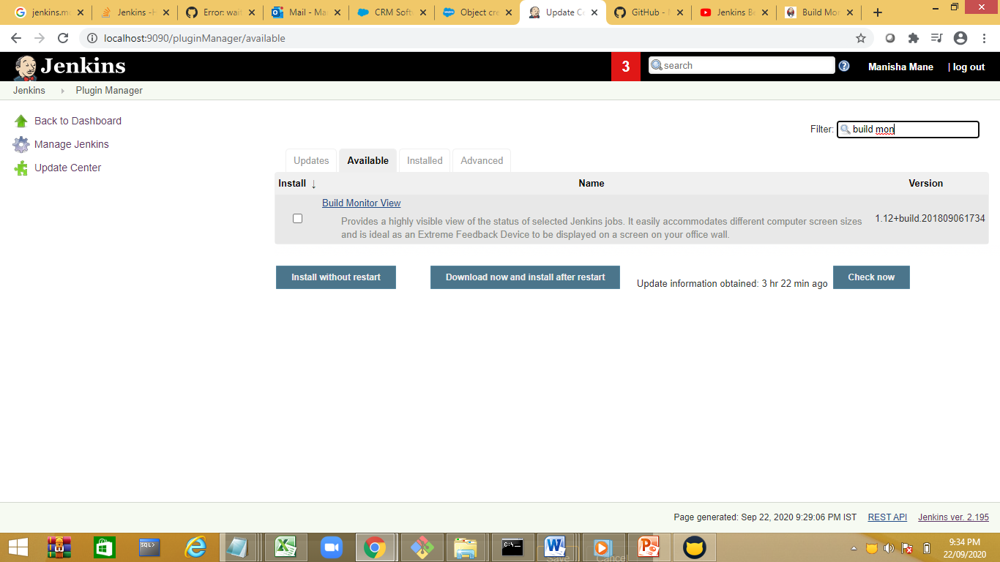 jenkins.m
Jenkins -H
Error: wait
Mail - Ma
CRM Soft
Object cre
Update Ce
GitHub -
Jenkins Be
Build Mo
localhost:9090/pluginManager/available
Jenkins
3
search
Manisha Mane
| log out
Jenkins
Plugin Manager
Back to Dashboard
Manage Jenkins
Update Center
Filter: build mon
Updates
Available
Installed
Advanced
Install ↓
Name
Version
Build Monitor View
Provides a highly visible view of the status of selected Jenkins jobs. It easily accommodates different computer screen sizes
and is ideal as an Extreme Feedback Device to be displayed on a screen on your office wall.
1.12+build.201809061734
Install without restart
Download now and install after restart
Update information obtained: 3 hr 22 min ago
Check now
Page generated: Sep 22, 2020 9:29:06 PM IST
REST API
Jenkins ver. 2.195
SQL>
C:\
Save
Cancel
9:34 PM
22/09/2020